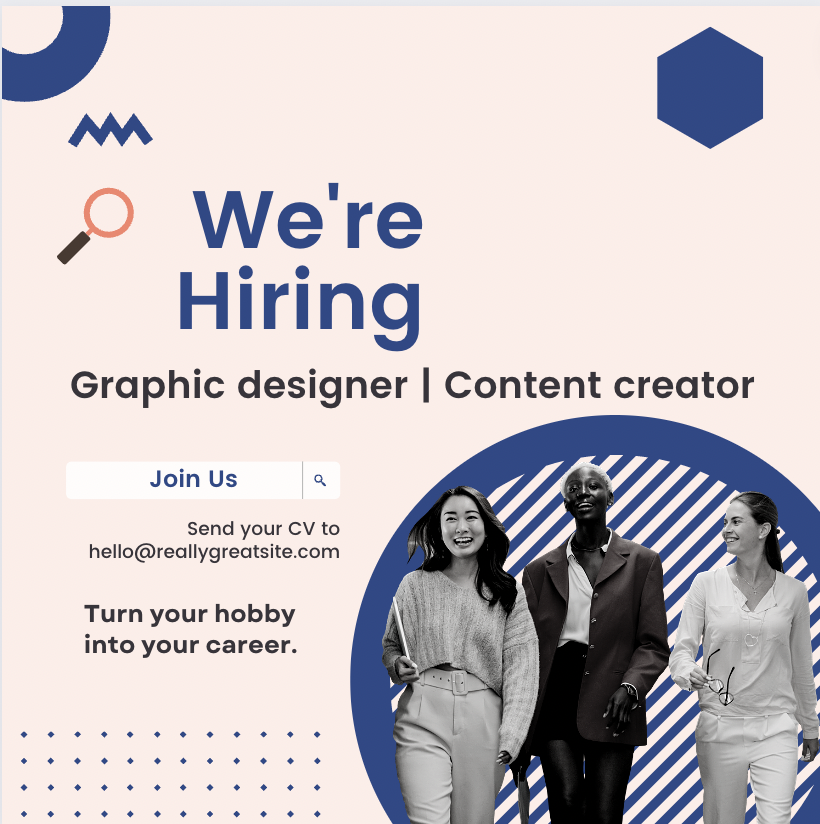 We're
Hiring
Graphic designer | Content creator
Join Us
Send your CV to
hello@reallygreatsite.com
Turn your hobby
into your career.